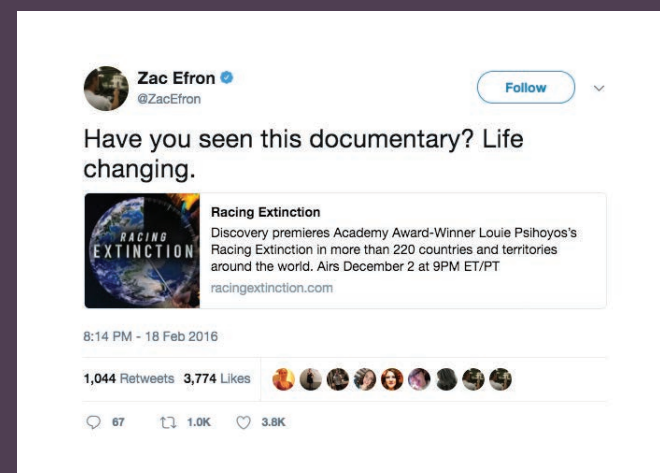 Zac Efron
@ZacEfron
Follow
Have you seen this documentary? Life
changing.
RACING
EXTINCTION
Racing Extinction
Discovery premieres Academy Award-Winner Louie Psihoyos's
Racing Extinction in more than 220 countries and territories
around the world. Airs December 2 at 9PM ET/PT
racingextinction.com
8:14 PM - 18 Feb 2016
1,044 Retweets 3,774 Likes
67 1.0K 3.8K